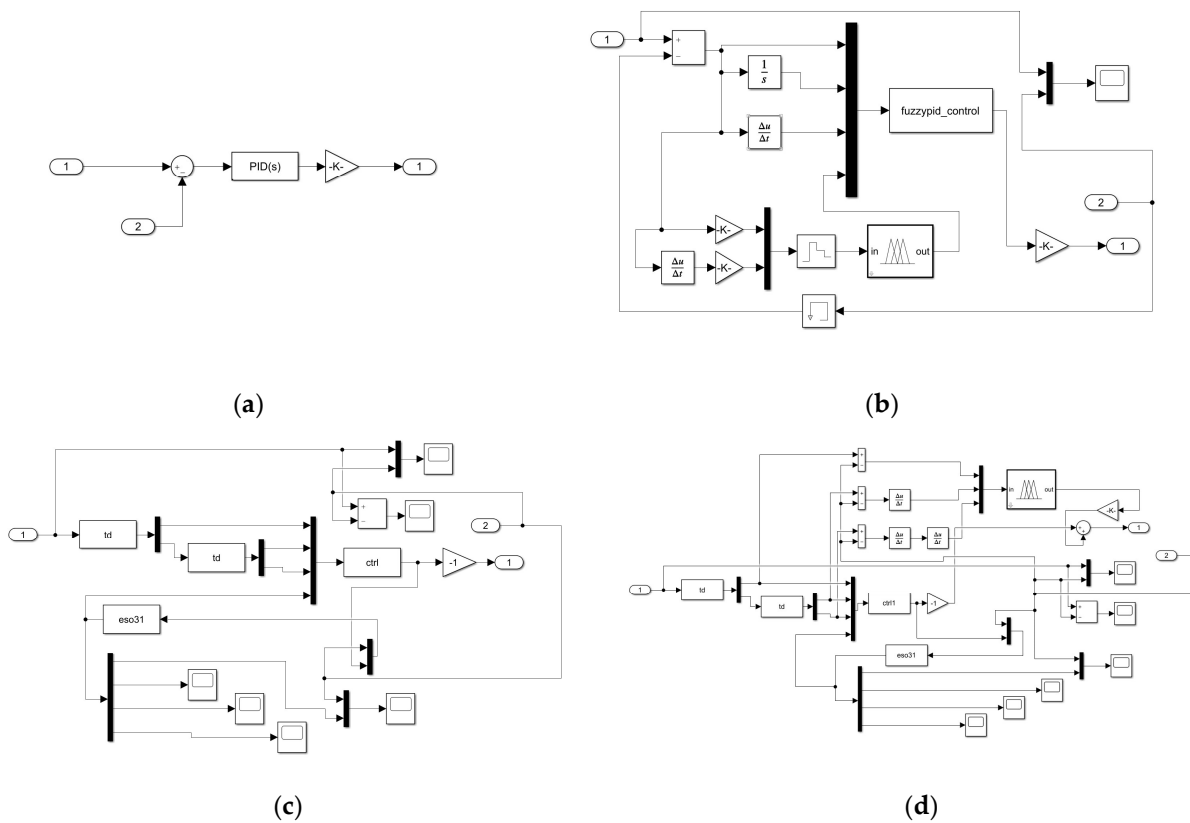 1
+
−
PID(s)
-K-
1
2
(a)
1
+
−
1
s
Δu
Δt
fuzzypid_control
2
-K-
1
-K-
Δu
Δt
-K-
in
out
(b)
1
td
td
+
−
2
ctrl
-1
1
eso31
(c)
+
−
+
−
Δu
Δt
+
−
Δu
Δt
Δu
Δt
in
out
-K-
+
+
1
2
1
td
td
ctrl1
-1
+
−
eso31
(d)